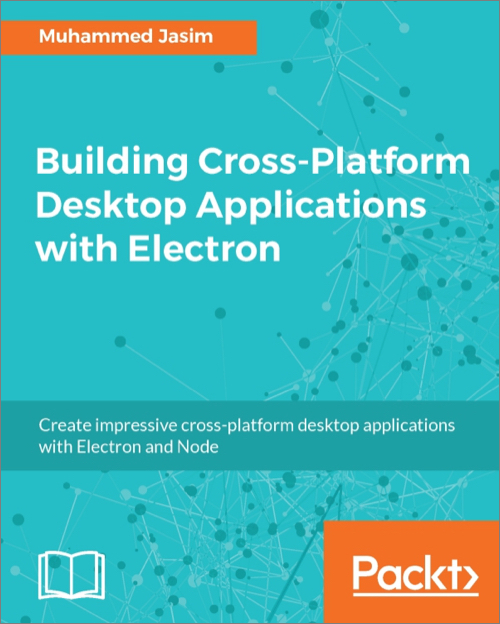 Muhammed Jasim
Building Cross-Platform
Desktop Applications
with Electron
Create impressive cross-platform desktop applications
with Electron and Node
Packt>